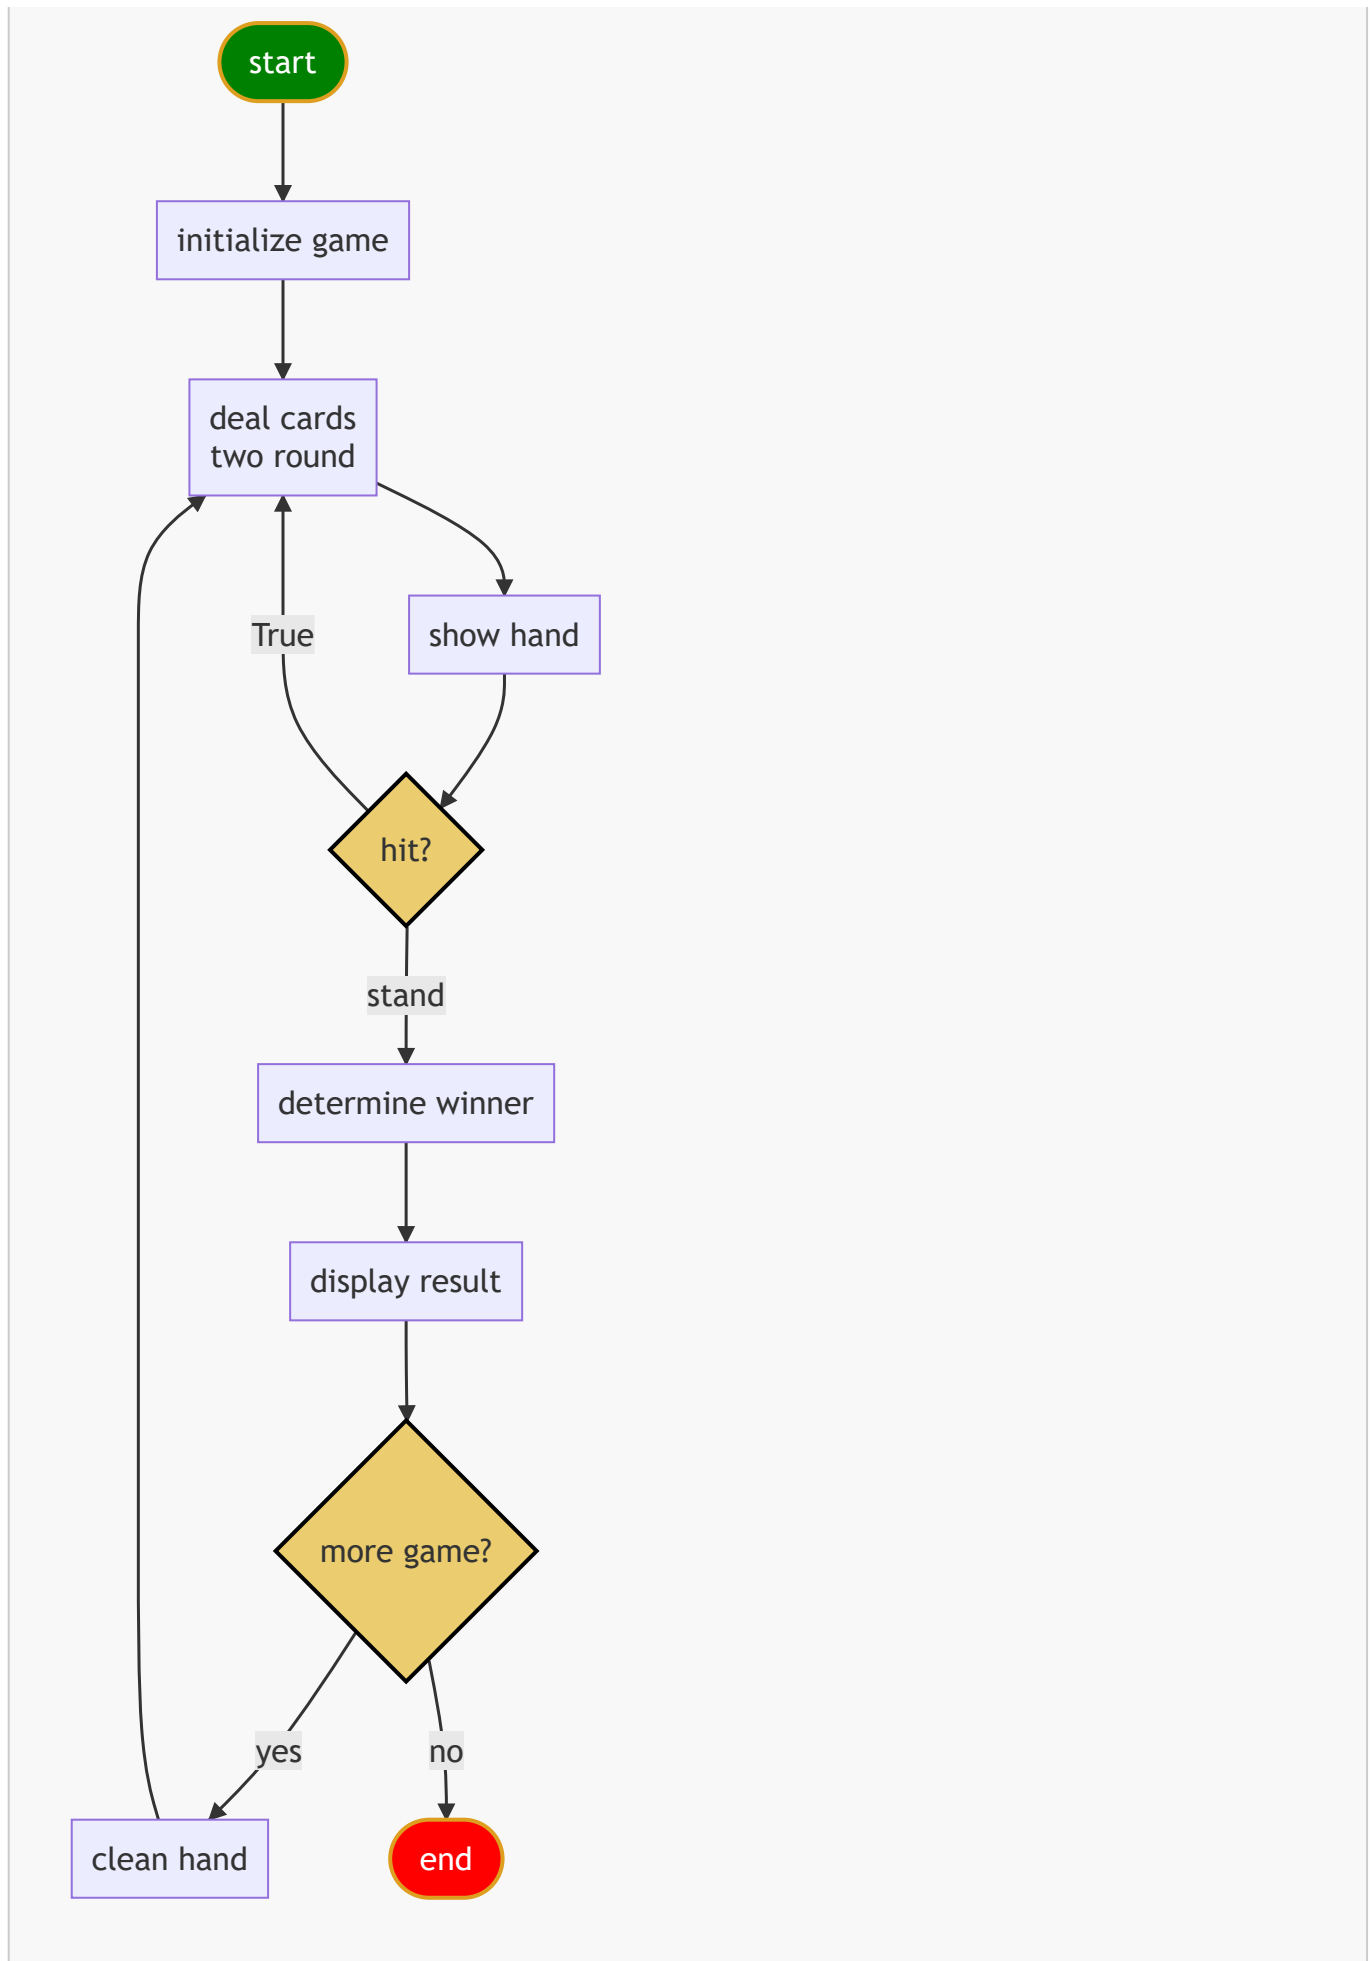 start
initialize game
deal cards
two round
True
show hand
hit?
stand
determine winner
display result
more game?
yes
no
clean hand
end